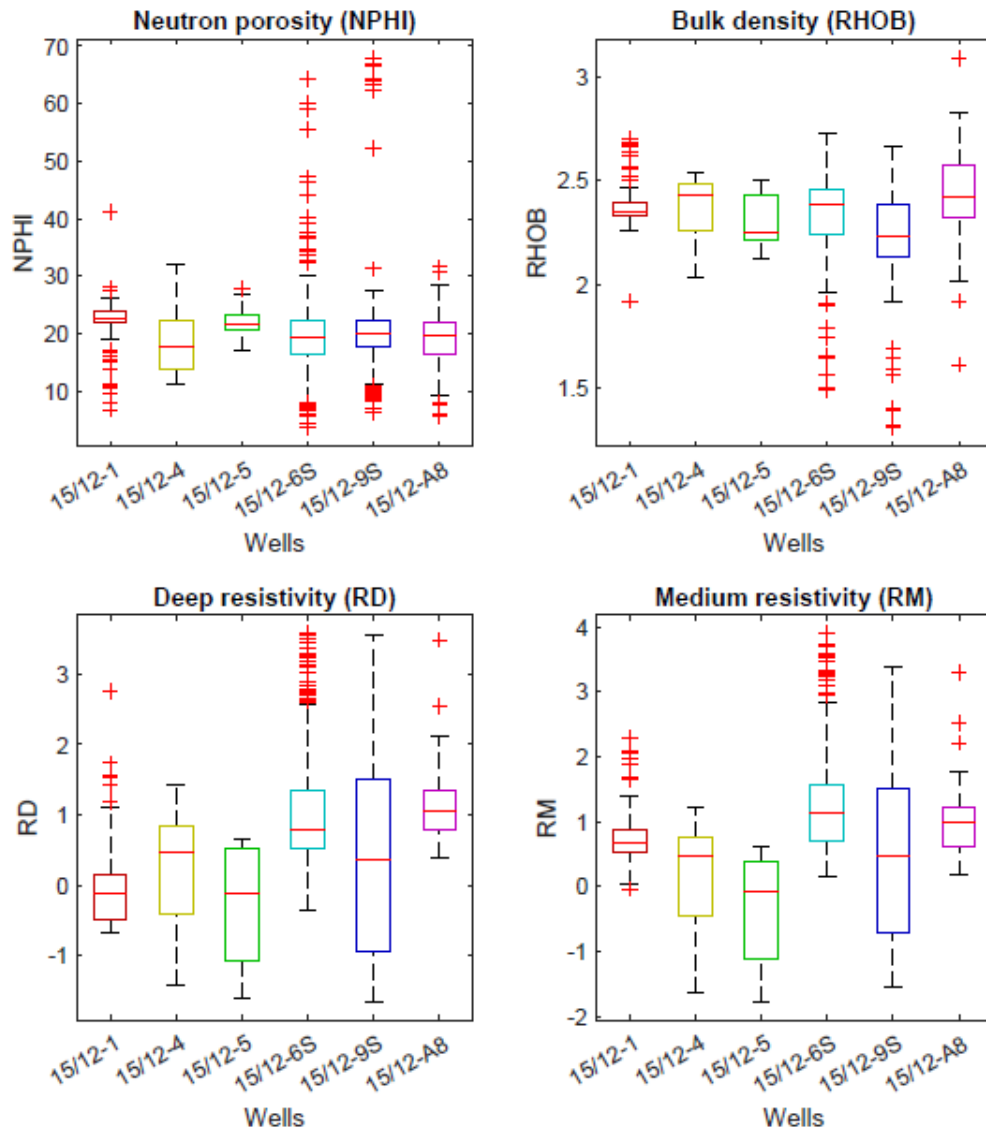 Neutron porosity (NPHI)
70
60
50
40
30
20
10
NPHI
15/12-1
15/12-4
15/12-5
15/12-6S
15/12-9S
15/12-A8
Wells
Bulk density (RHOB)
3
2.5
2
1.5
RHOB
15/12-1
15/12-4
15/12-5
15/12-6S
15/12-9S
15/12-A8
Wells
Deep resistivity (RD)
3
2
1
0
-1
RD
15/12-1
15/12-4
15/12-5
15/12-6S
15/12-9S
15/12-A8
Wells
Medium resistivity (RM)
4
3
2
1
0
-1
-2
RM
15/12-1
15/12-4
15/12-5
15/12-6S
15/12-9S
15/12-A8
Wells